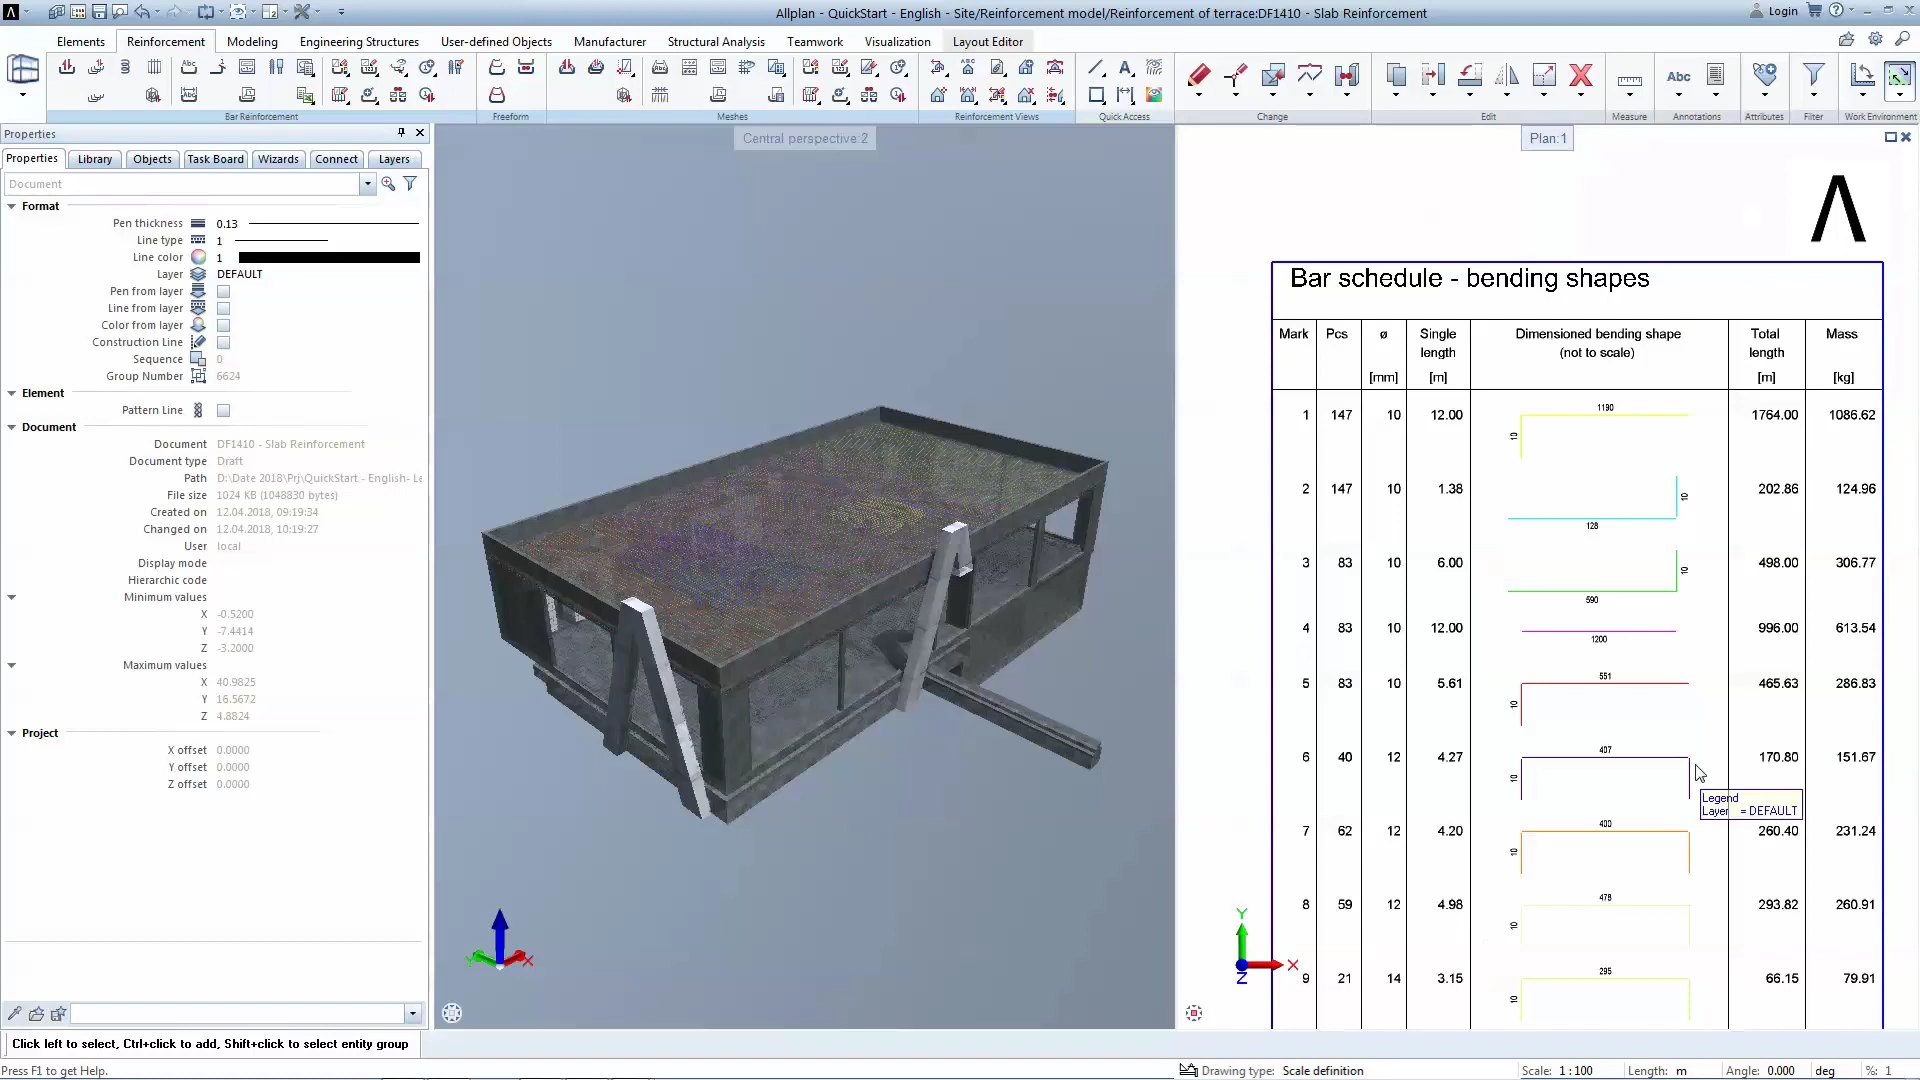 Allplan - QuickStart - English - Site/Reinforcement model/Reinforcement of terrace:DF1410 - Slab Reinforcement
Login
Elements
Reinforcement
Modeling
Engineering Structures
User-defined Objects
Manufacturer
Structural Analysis
Teamwork
Visualization
Layout Editor
Bar Reinforcement
Freeform
Meshes
Reinforcement Views
Quick Access
Change
Edit
Measure
Abc
Annotations
Attributes
Filter
Work Environment
Properties
Properties
Library
Objects
Task Board
Wizards
Connect
Layers
Document
Format
Pen thickness 0.13
Line type 1
Line color 1
Layer DEFAULT
Pen from layer
Line from layer
Color from layer
Construction Line
Sequence 0
Group Number 6624
Element
Pattern Line
Document
Document DF1410 - Slab Reinforcement
Document type Draft
Path D:\Date 2018\Prj\QuickStart - English- Le
File size 1024 KB (1048830 bytes)
Created on 12.04.2018, 09:19:34
Changed on 12.04.2018, 10:19:27
User local
Display mode
Hierarchic code
Minimum values
X -0.5200
Y -7.4414
Z -3.2000
Maximum values
X 40.9825
Y 16.5672
Z 4.8824
Project
X offset 0.0000
Y offset 0.0000
Z offset 0.0000
Central perspective:2
Y X
Plan:1
Bar schedule - bending shapes
Mark Pcs ø Single Dimensioned bending shape Total Mass
length (not to scale) length
[mm] [m] [m] [kg]
1 147 10 12.00 1190 10 1764.00 1086.62
2 147 10 1.38 128 10 202.86 124.96
3 83 10 6.00 590 10 498.00 306.77
4 83 10 12.00 1200 996.00 613.54
5 83 10 5.61 551 10 465.63 286.83
6 40 12 4.27 407 10 170.80 151.67
Legend
Layer = DEFAULT
7 62 12 4.20 400 10 260.40 231.24
8 59 12 4.98 478 10 293.82 260.91
9 21 14 3.15 295 10 66.15 79.91
Y X Z
Click left to select, Ctrl+click to add, Shift+click to select entity group
Press F1 to get Help.
Drawing type: Scale definition
Scale: 1 : 100
Length: m
Angle: 0.000 deg
%: 1